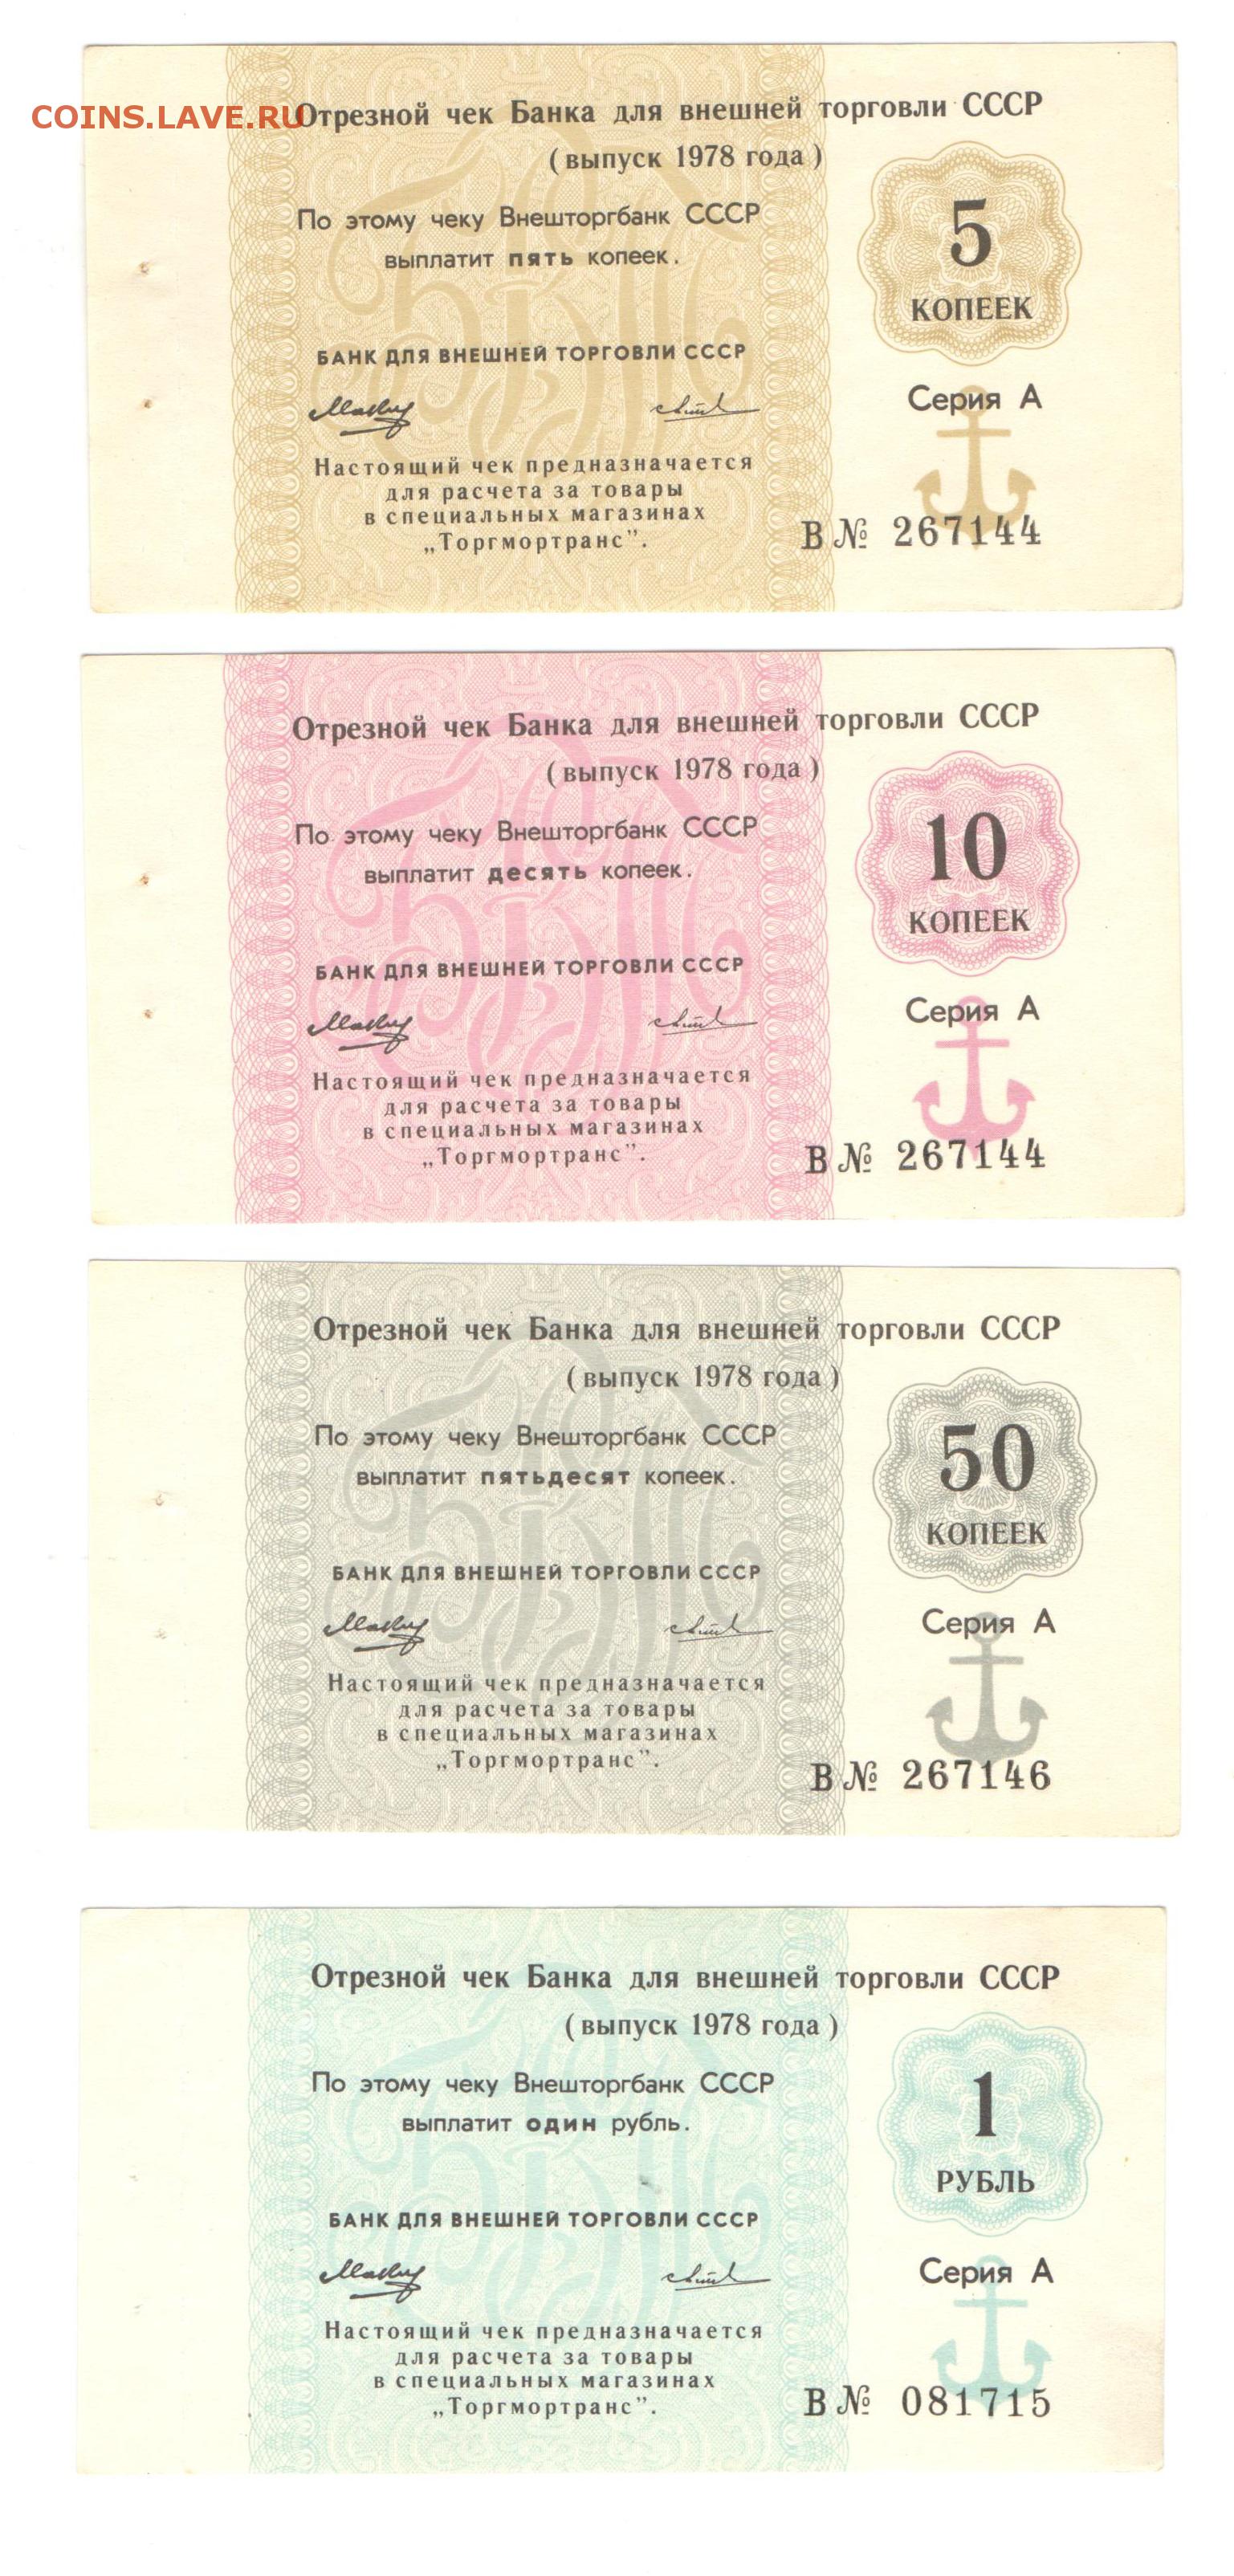 COINS.LAVE.RU
Отрезной чек Банка для внешней торговли СССР
( выпуск 1978 года )
По этому чеку Внешторгбанк СССР
выплатит пять копеек.
5
КОПЕЕК
БАНК ДЛЯ ВНЕШНЕЙ ТОРГОВЛИ СССР
Серия А
Настоящий чек предназначается
для расчета за товары
в специальных магазинах
„Торгмортранс”.
В № 267144
Отрезной чек Банка для внешней торговли СССР
( выпуск 1978 года )
По этому чеку Внешторгбанк СССР
выплатит десять копеек.
10
КОПЕЕК
БАНК ДЛЯ ВНЕШНЕЙ ТОРГОВЛИ СССР
Серия А
Настоящий чек предназначается
для расчета за товары
в специальных магазинах
„Торгмортранс”.
В № 267144
Отрезной чек Банка для внешней торговли СССР
( выпуск 1978 года )
По этому чеку Внешторгбанк СССР
выплатит пятьдесят копеек.
50
КОПЕЕК
БАНК ДЛЯ ВНЕШНЕЙ ТОРГОВЛИ СССР
Серия А
Настоящий чек предназначается
для расчета за товары
в специальных магазинах
„Торгмортранс”.
В № 267146
Отрезной чек Банка для внешней торговли СССР
( выпуск 1978 года )
По этому чеку Внешторгбанк СССР
выплатит один рубль.
1
РУБЛЬ
БАНК ДЛЯ ВНЕШНЕЙ ТОРГОВЛИ СССР
Серия А
Настоящий чек предназначается
для расчета за товары
в специальных магазинах
„Торгмортранс”.
В № 081715